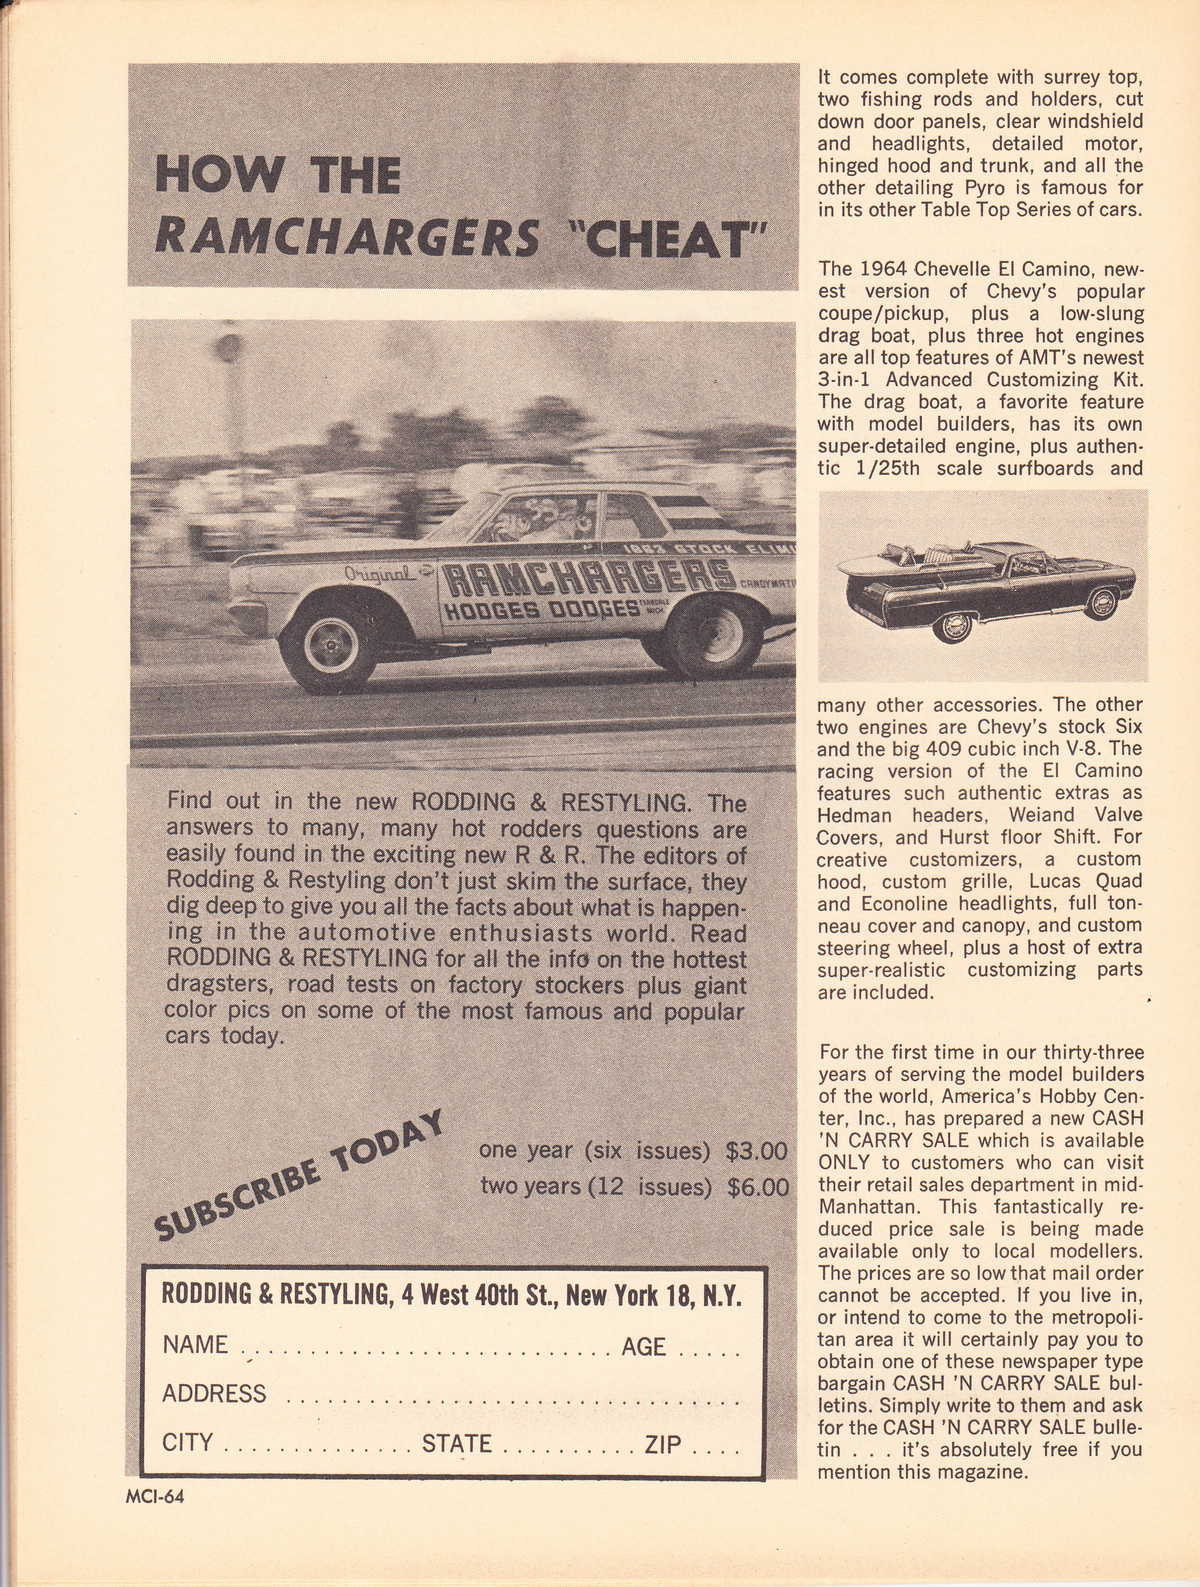 HOW THE
RAMCHARGERS "CHEAT"
Original
RAMCHARGERS
HODGES DODGES
Find out in the new RODDING & RESTYLING. The
answers to many, many hot rodders questions are
easily found in the exciting new R & R. The editors of
Rodding & Restyling don't just skim the surface, they
dig deep to give you all the facts about what is happen-
ing in the automotive enthusiasts world. Read
RODDING & RESTYLING for all the info on the hottest
dragsters, road tests on factory stockers plus giant
color pics on some of the most famous and popular
cars today.
SUBSCRIBE TODAY
one year (six issues) $3.00
two years (12 issues) $6.00
RODDING & RESTYLING, 4 West 40th St., New York 18, N.Y.
NAME . . . . . . . . . . . . . . . . . . . . . . . . . . . AGE . . . . .
ADDRESS . . . . . . . . . . . . . . . . . . . . . . . . . . . . . . . . .
CITY . . . . . . . . . . . . . . STATE . . . . . . . . . . ZIP . . . .
MCI-64
It comes complete with surrey top,
two fishing rods and holders, cut
down door panels, clear windshield
and headlights, detailed motor,
hinged hood and trunk, and all the
other detailing Pyro is famous for
in its other Table Top Series of cars.
The 1964 Chevelle El Camino, new-
est version of Chevy's popular
coupe/pickup, plus a low-slung
drag boat, plus three hot engines
are all top features of AMT's newest
3-in-1 Advanced Customizing Kit.
The drag boat, a favorite feature
with model builders, has its own
super-detailed engine, plus authen-
tic 1/25th scale surfboards and
many other accessories. The other
two engines are Chevy's stock Six
and the big 409 cubic inch V-8. The
racing version of the El Camino
features such authentic extras as
Hedman headers, Weiand Valve
Covers, and Hurst floor Shift. For
creative customizers, a custom
hood, custom grille, Lucas Quad
and Econoline headlights, full ton-
neau cover and canopy, and custom
steering wheel, plus a host of extra
super-realistic customizing parts
are included.
For the first time in our thirty-three
years of serving the model builders
of the world, America's Hobby Cen-
ter, Inc., has prepared a new CASH
'N CARRY SALE which is available
ONLY to customers who can visit
their retail sales department in mid-
Manhattan. This fantastically re-
duced price sale is being made
available only to local modellers.
The prices are so low that mail order
cannot be accepted. If you live in,
or intend to come to the metropoli-
tan area it will certainly pay you to
obtain one of these newspaper type
bargain CASH 'N CARRY SALE bul-
letins. Simply write to them and ask
for the CASH 'N CARRY SALE bulle-
tin . . . it's absolutely free if you
mention this magazine.